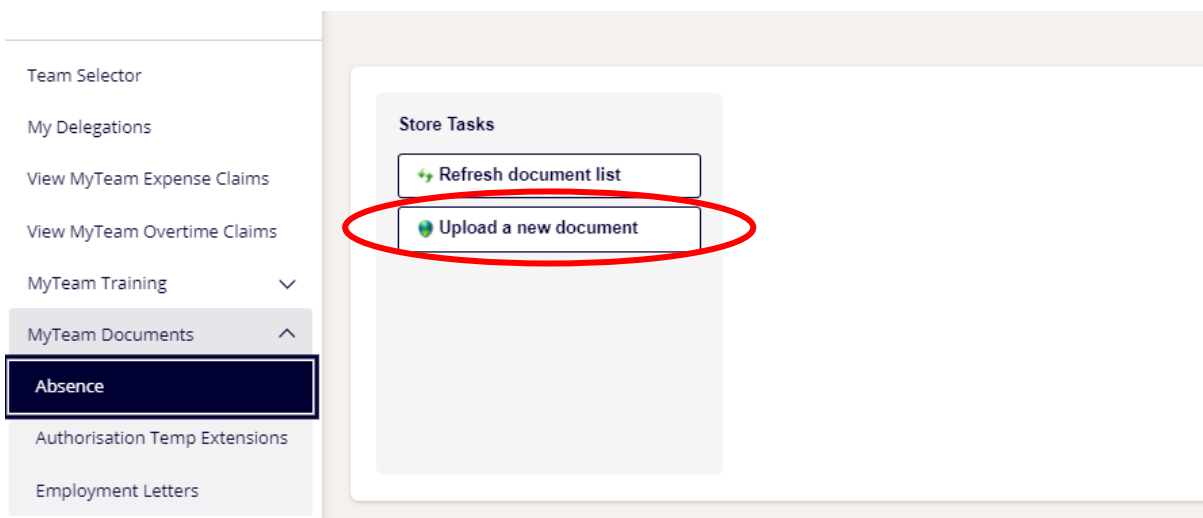 Team Selector
My Delegations
View MyTeam Expense Claims
View MyTeam Overtime Claims
MyTeam Training
MyTeam Documents
Absence
Authorisation Temp Extensions
Employment Letters
Store Tasks
Refresh document list
Upload a new document